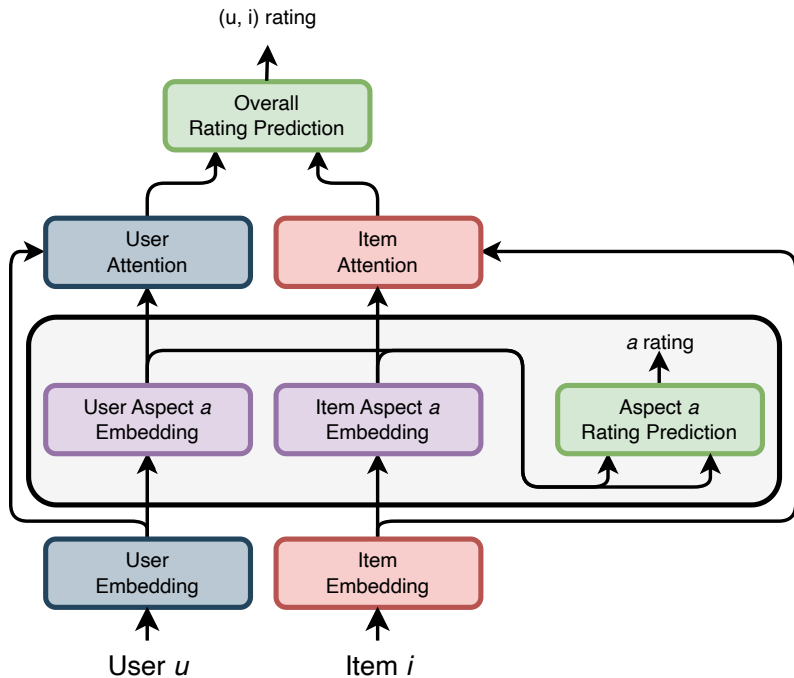 (u, i) rating
Overall
Rating Prediction
User
Attention
Item
Attention
a rating
User Aspect a
Embedding
Item Aspect a
Embedding
Aspect a
Rating Prediction
User
Embedding
Item
Embedding
User u
Item i